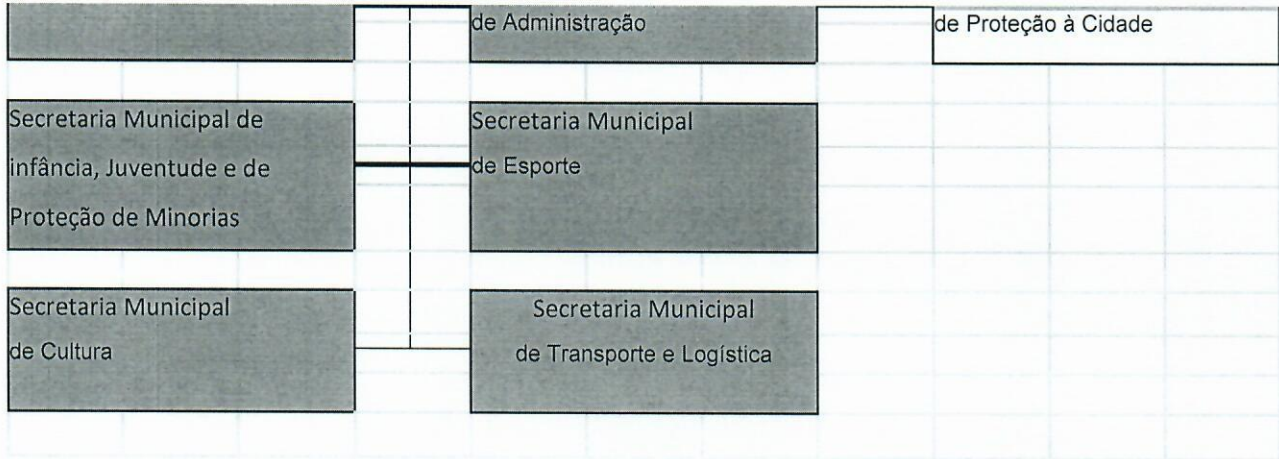 de Administração
de Proteção à Cidade
Secretaria Municipal de
infância, Juventude e de
Proteção de Minorias
Secretaria Municipal
de Esporte
Secretaria Municipal
de Cultura
Secretaria Municipal
de Transporte e Logística